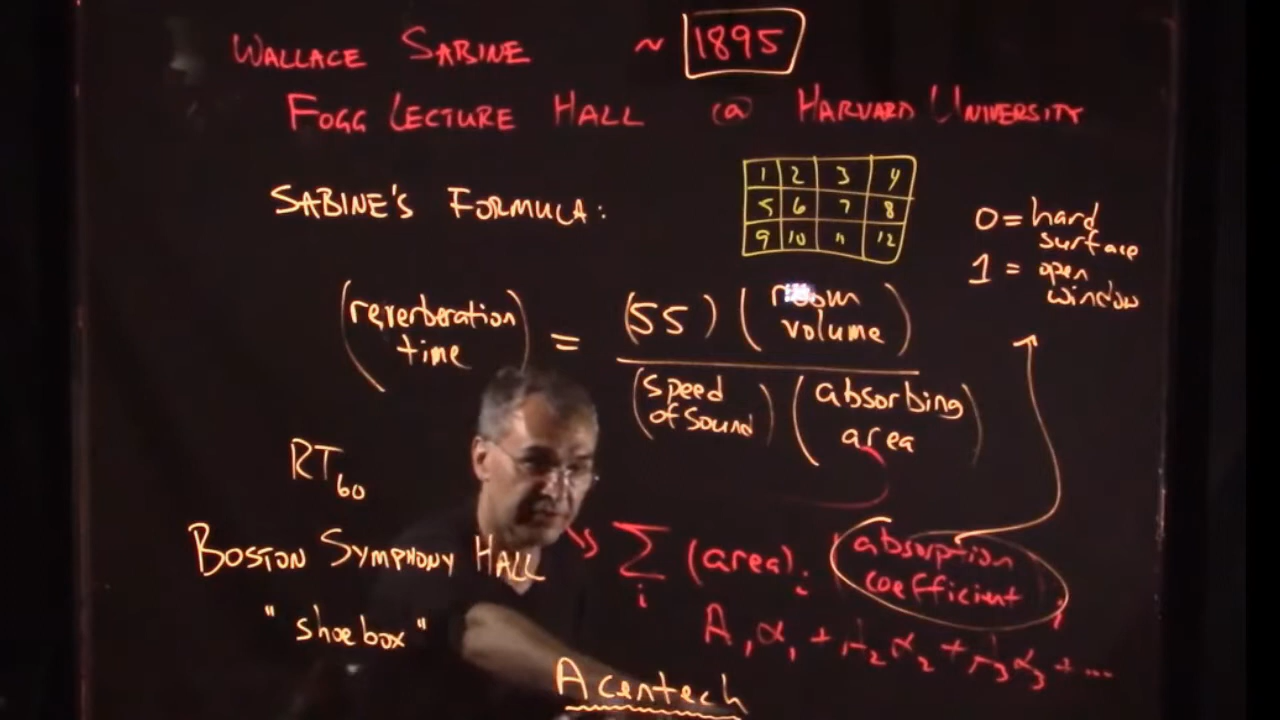 WALLACE SABINE ~ 1895
FOGG LECTURE HALL @ HARVARD UNIVERSITY
SABINE'S FORMULA:
1 2 3 4
5 6 7 8
9 10 11 12
0 = hard
surface
1 = open
window
(reverberation
time) = (55) (room
volume)
(speed
of sound) (absorbing
area)
RT60
BOSTON SYMPHONY HALL
"shoebox"
Σi (area)i (absorption
coefficient)i
A1α1 + A2α2 + A3α3 + ...
Acentech